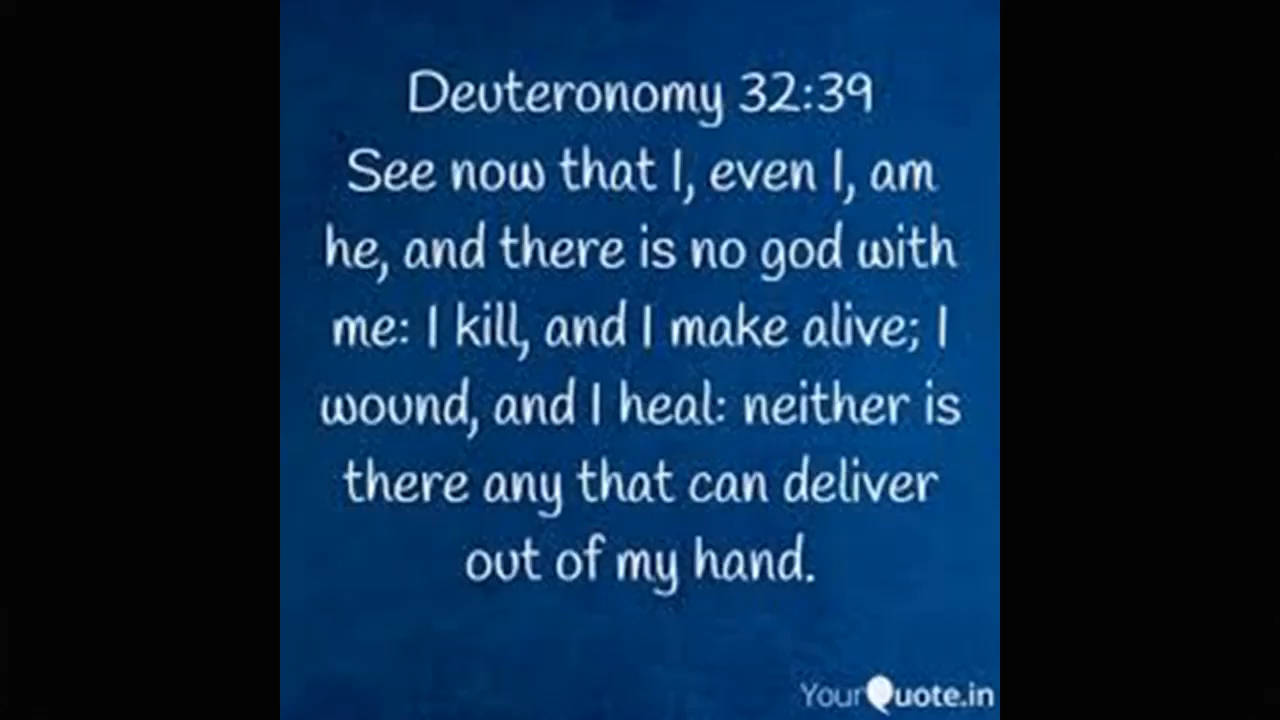 Deuteronomy 32:39
See now that I, even I, am
he, and there is no god with
me: I kill, and I make alive; I
wound, and I heal: neither is
there any that can deliver
out of my hand.
YourQuote.in